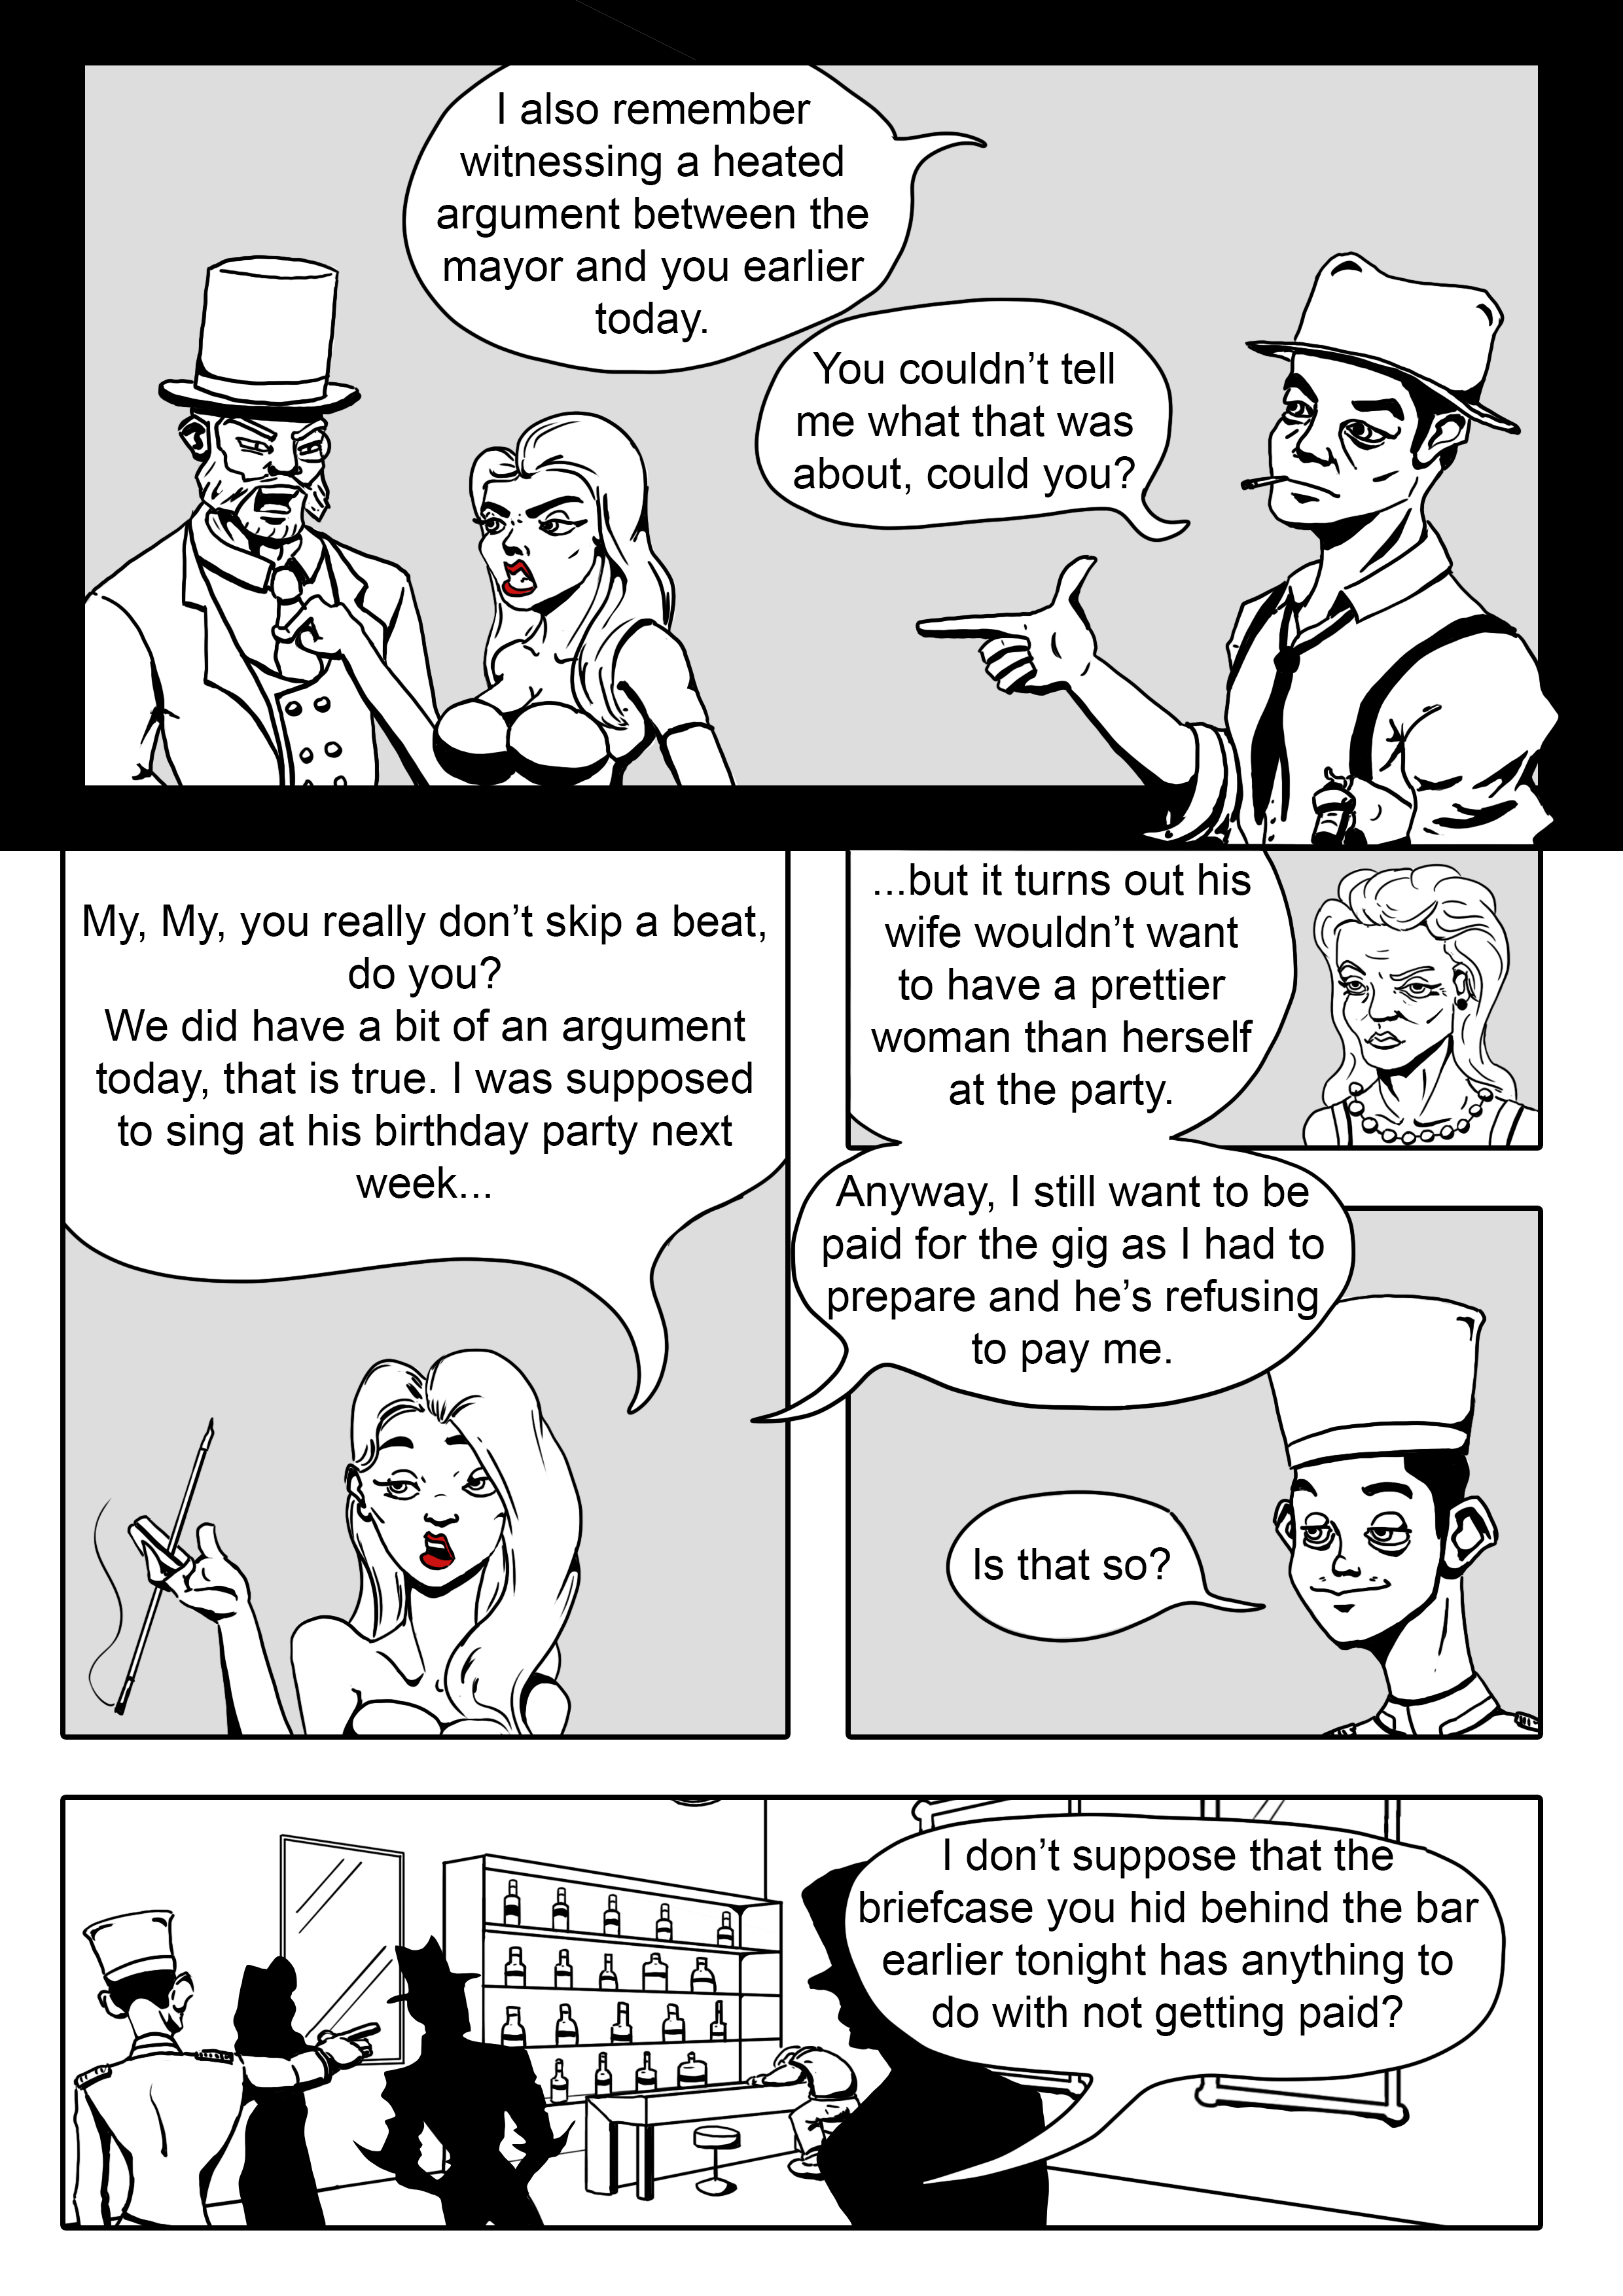 I also remember
witnessing a heated
argument between the
mayor and you earlier
today.
You couldn't tell
me what that was
about, could you?
My, My, you really don't skip a beat,
do you?
We did have a bit of an argument
today, that is true. I was supposed
to sing at his birthday party next
week...
...but it turns out his
wife wouldn't want
to have a prettier
woman than herself
at the party.
Anyway, I still want to be
paid for the gig as I had to
prepare and he's refusing
to pay me.
Is that so?
I don't suppose that the
briefcase you hid behind the bar
earlier tonight has anything to
do with not getting paid?